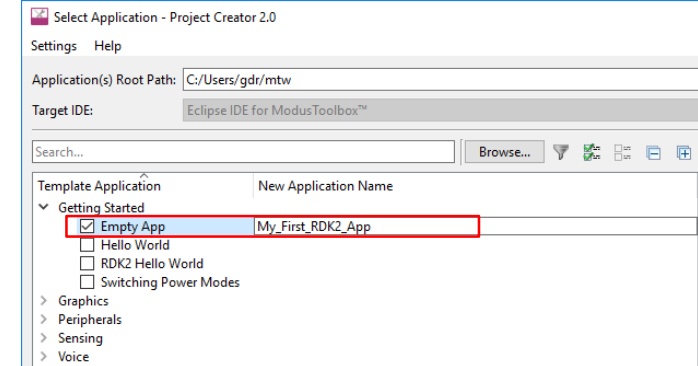 Select Application - Project Creator 2.0
Settings Help
Application(s) Root Path: C:/Users/gdr/mtw
Target IDE: Eclipse IDE for ModusToolbox™
Search... Browse...
Template Application New Application Name
Getting Started
Empty App My_First_RDK2_App
Hello World
RDK2 Hello World
Switching Power Modes
Graphics
Peripherals
Sensing
Voice